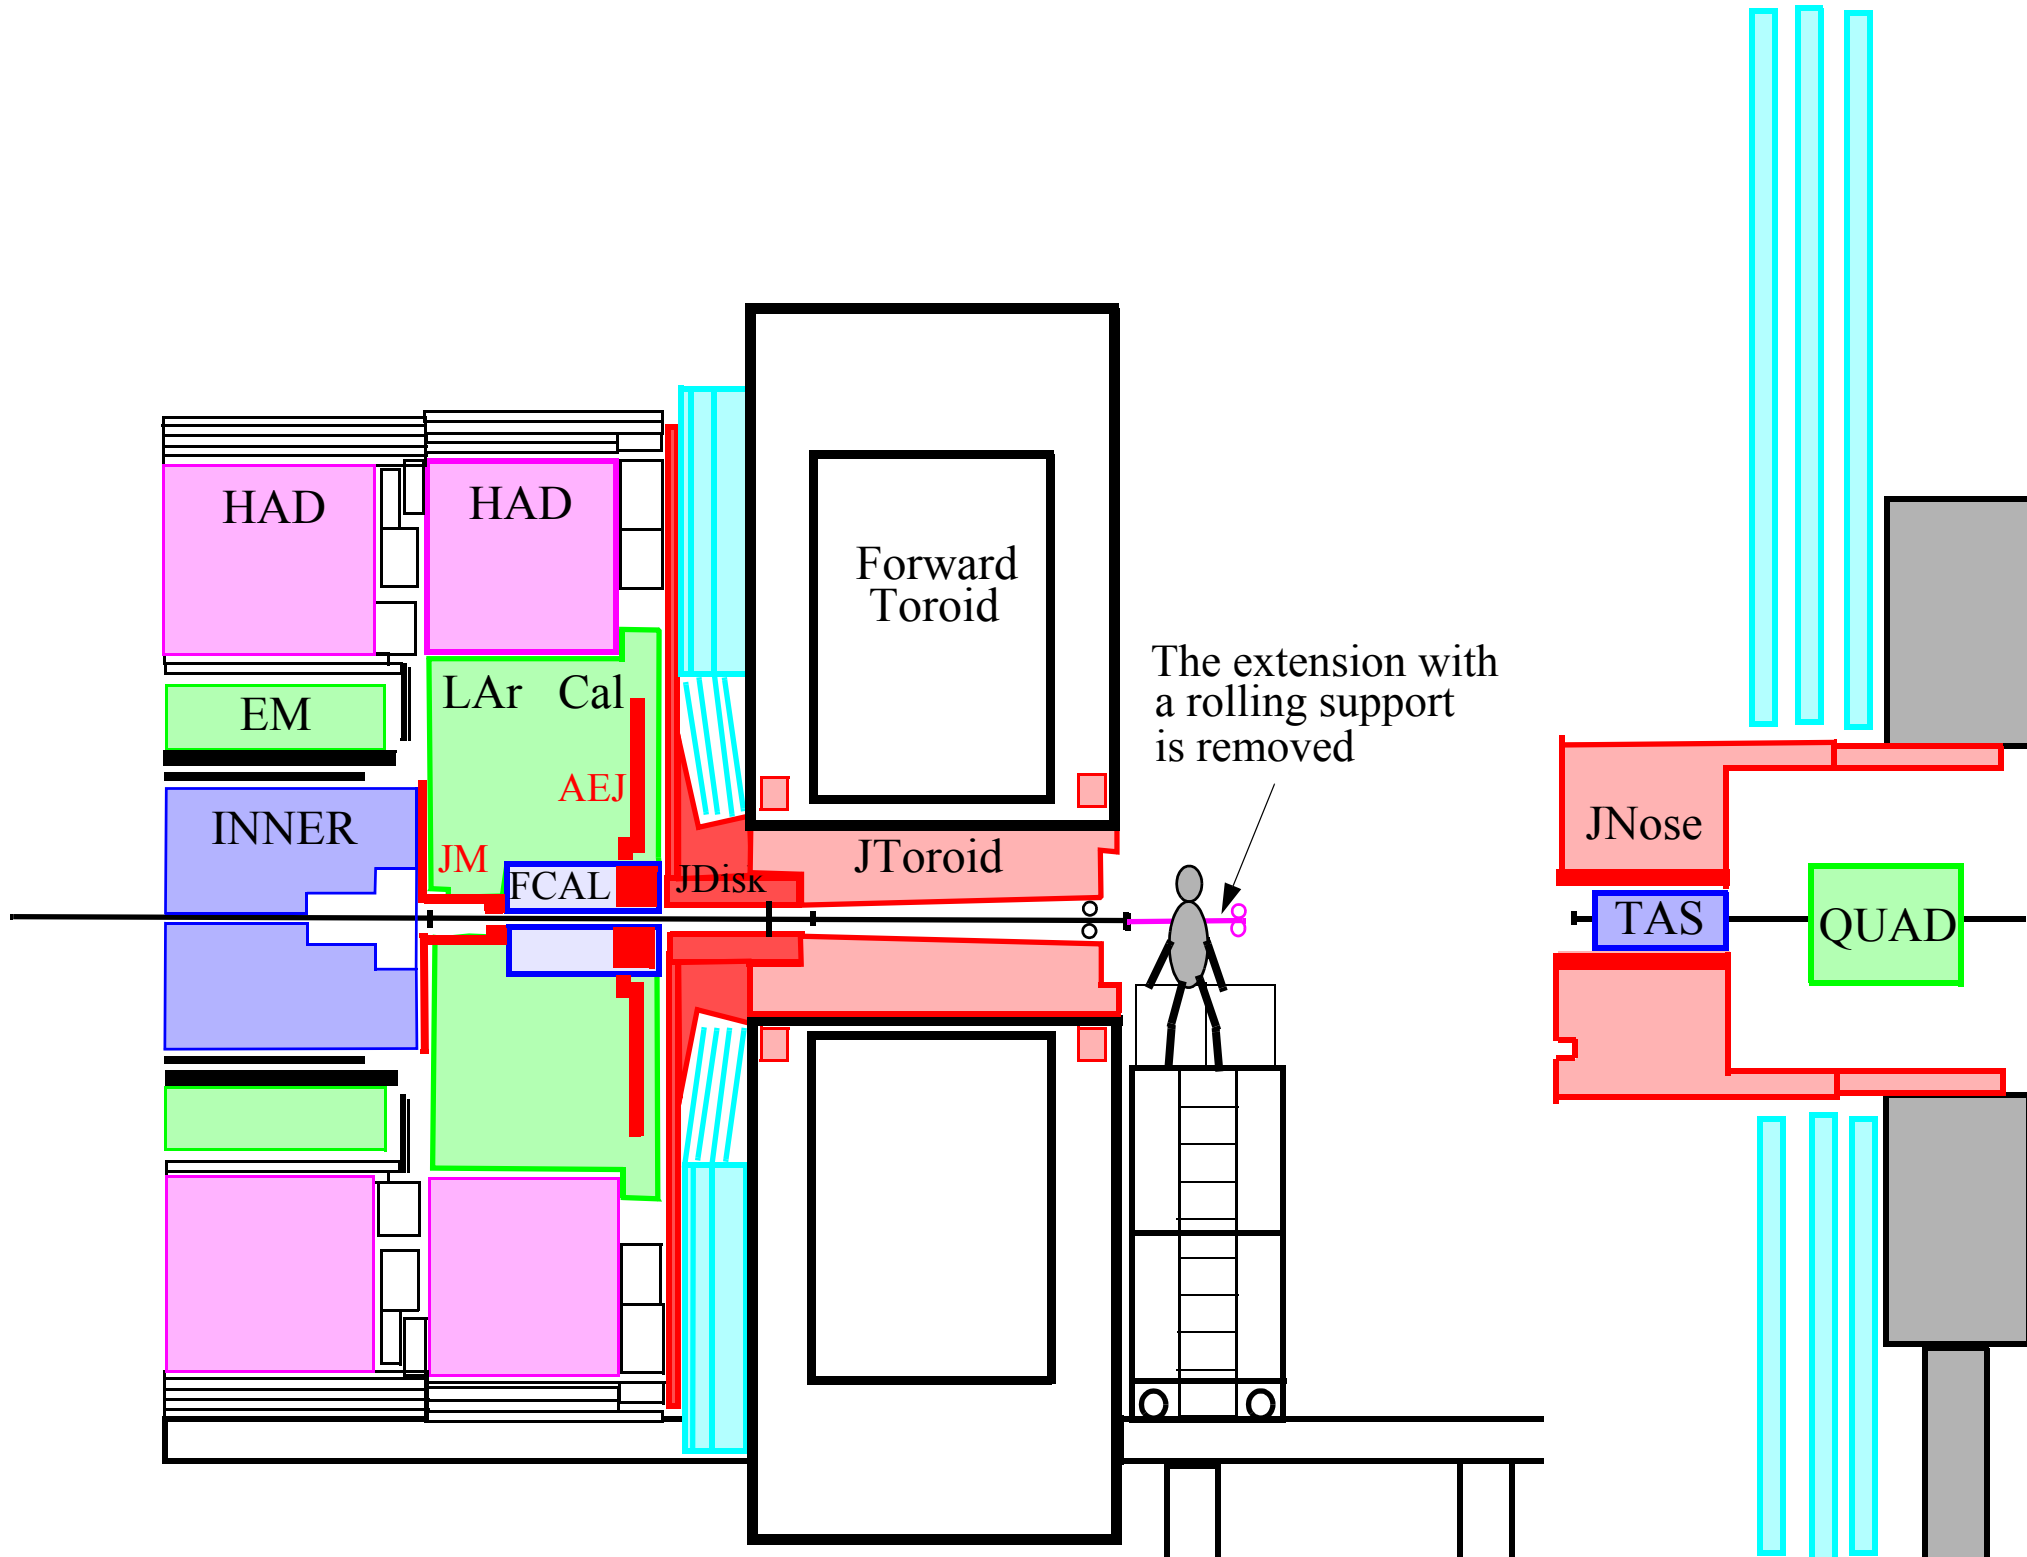 HAD
HAD
Forward
Toroid
The extension with
a rolling support
is removed
LAr Cal
EM
AEJ
INNER
JM
JNose
JToroid
FCAL
JDisk
TAS
QUAD